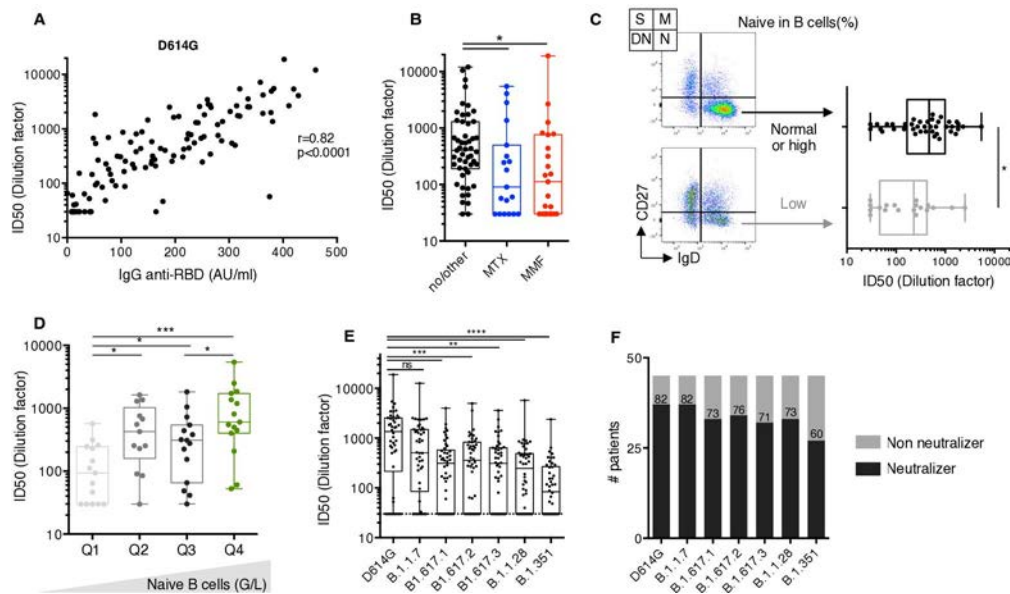 A
D614G
10000
1000
100
10
0
100
200
300
400
500
r=0.82
p<0.0001
ID50 (Dilution factor)
IgG anti-RBD (AU/ml)
B
*
10000
1000
100
10
ID50 (Dilution factor)
no/other
MTX
MMF
C
Naive in B cells(%)
S M
DN N
Normal
or high
Low
CD27
IgD
*
10
100
1000
10000
ID50 (Dilution factor)
D
***
*
*
*
10000
1000
100
10
ID50 (Dilution factor)
Q1
Q2
Q3
Q4
Naive B cells (G/L)
E
****
**
***
ns
10000
1000
100
10
ID50 (Dilution factor)
D614G
B.1.1.7
B1.617.1
B1.617.2
B1.617.3
B.1.1.28
B.1.351
F
50
25
0
# patients
82
82
73
76
71
73
60
D614G
B.1.1.7
B1.617.1
B1.617.2
B1.617.3
B.1.1.28
B.1.351
Non neutralizer
Neutralizer